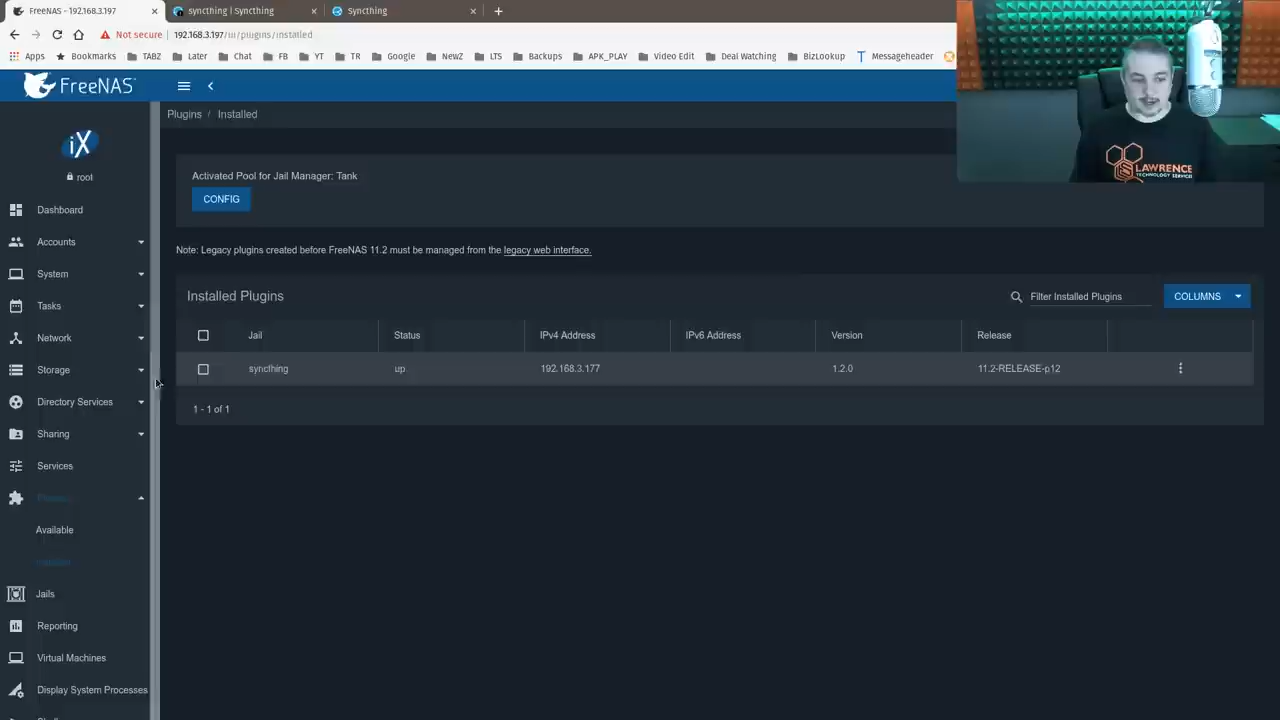 FreeNAS - 192.168.3.197
syncthing | Syncthing
Syncthing
Not secure
192.168.3.197/ui/plugins/installed
Apps
Bookmarks
TABZ
Later
Chat
FB
YT
TR
Google
NewZ
LTS
Backups
APK_PLAY
Video Edit
Deal Watching
BizLookup
Messageheader
FreeNAS
Plugins / Installed
iX
root
Activated Pool for Jail Manager: Tank
CONFIG
Note: Legacy plugins created before FreeNAS 11.2 must be managed from the legacy web interface.
Installed Plugins
Filter Installed Plugins
COLUMNS
Jail
Status
IPv4 Address
IPv6 Address
Version
Release
syncthing
up
192.168.3.177
1.2.0
11.2-RELEASE-p12
1 - 1 of 1
Dashboard
Accounts
System
Tasks
Network
Storage
Directory Services
Sharing
Services
Plugins
Available
Installed
Jails
Reporting
Virtual Machines
Display System Processes
LAWRENCE
TECHNOLOGY SERVICES